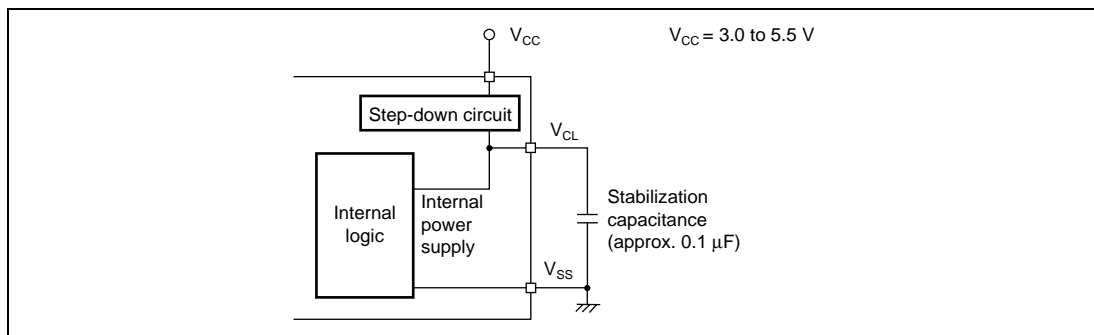 V_CC
V_CC = 3.0 to 5.5 V
Step-down circuit
V_CL
Internal
logic
Internal
power
supply
Stabilization
capacitance
(approx. 0.1 μF)
V_SS